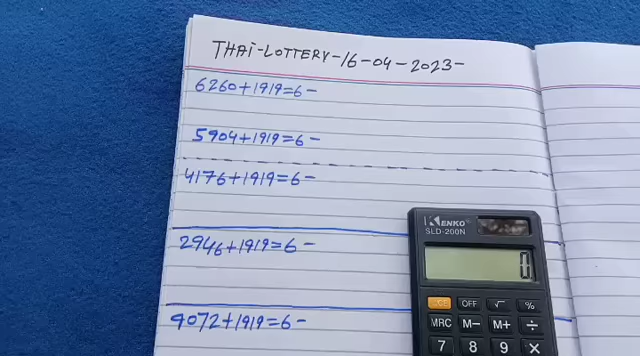 THAI-LOTTERY-16-04-2023-
6260+1919=6-
5904+1919=6-
4176+1919=6-
2946+1919=6-
9072+1919=6-
KENKO
SLD-200N
0
CE OFF √ %
MRC M- M+ ÷
7 8 9 ×